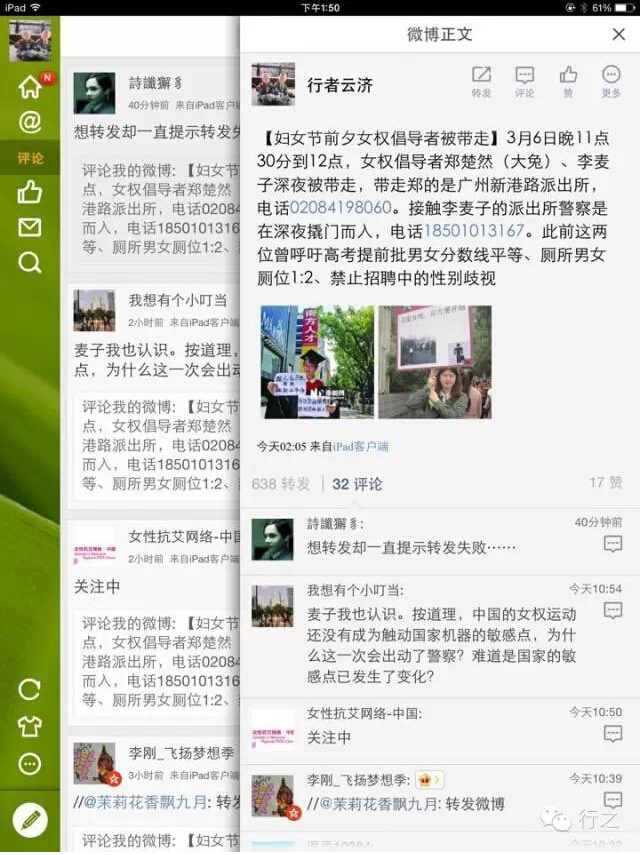 iPad
下午1:50
61%
N
评论
詩讖獬豸
40分钟前 来自iPad客户端
想转发却一直提示转发失
评论我的微博:【妇女节
点，女权倡导者郑楚然
港路派出所，电话02084
而入，电话18501013167
等、厕所男女厕位1:2、
我想有个小叮当
2小时前 来自iPad客户端
麦子我也认识。按道理，
点，为什么这一次会出动
评论我的微博:【妇女节
点，女权倡导者郑楚然
港路派出所，电话02084
而入，电话1850101316
等、厕所男女厕位1:2、
女性抗艾网络-中国
2小时前 来自iPad客户端
关注中
评论我的微博:【妇女节
点，女权倡导者郑楚然
港路派出所，电话02084
而入，电话18501013167
等、厕所男女厕位1:2、
李刚_飞扬梦想季
3小时前 来自iPad客户端
//@茉莉花香飘九月: 转发
评论我的微博:【妇女节
微博正文
行者云济
转发 评论 赞 更多
【妇女节前夕女权倡导者被带走】3月6日晚11点
30分到12点，女权倡导者郑楚然（大兔）、李麦
子深夜被带走，带走郑的是广州新港路派出所，
电话02084198060。接触李麦子的派出所警察是
在深夜撬门而入，电话18501013167。此前这两
位曾呼吁高考提前批男女分数线平等、厕所男女
厕位1:2、禁止招聘中的性别歧视
南方人才
今天02:05 来自iPad客户端
638 转发 | 32 评论 17 赞
詩讖獬豸: 40分钟前
想转发却一直提示转发失败……
我想有个小叮当: 今天10:54
麦子我也认识。按道理，中国的女权运动
还没有成为触动国家机器的敏感点，为什
么这一次会出动了警察？难道是国家的敏
感点已发生了变化？
女性抗艾网络-中国: 今天10:50
关注中
李刚_飞扬梦想季: 今天10:39
//@茉莉花香飘九月: 转发微博
行之